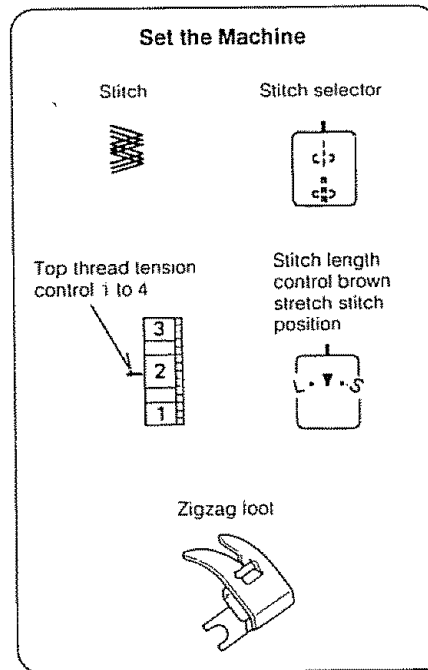 Set the Machine
Stitch
Stitch selector
Top thread tension
control 1 to 4
Stitch length
control brown
stretch stitch
position
3
2
1
L S
Zigzag foot